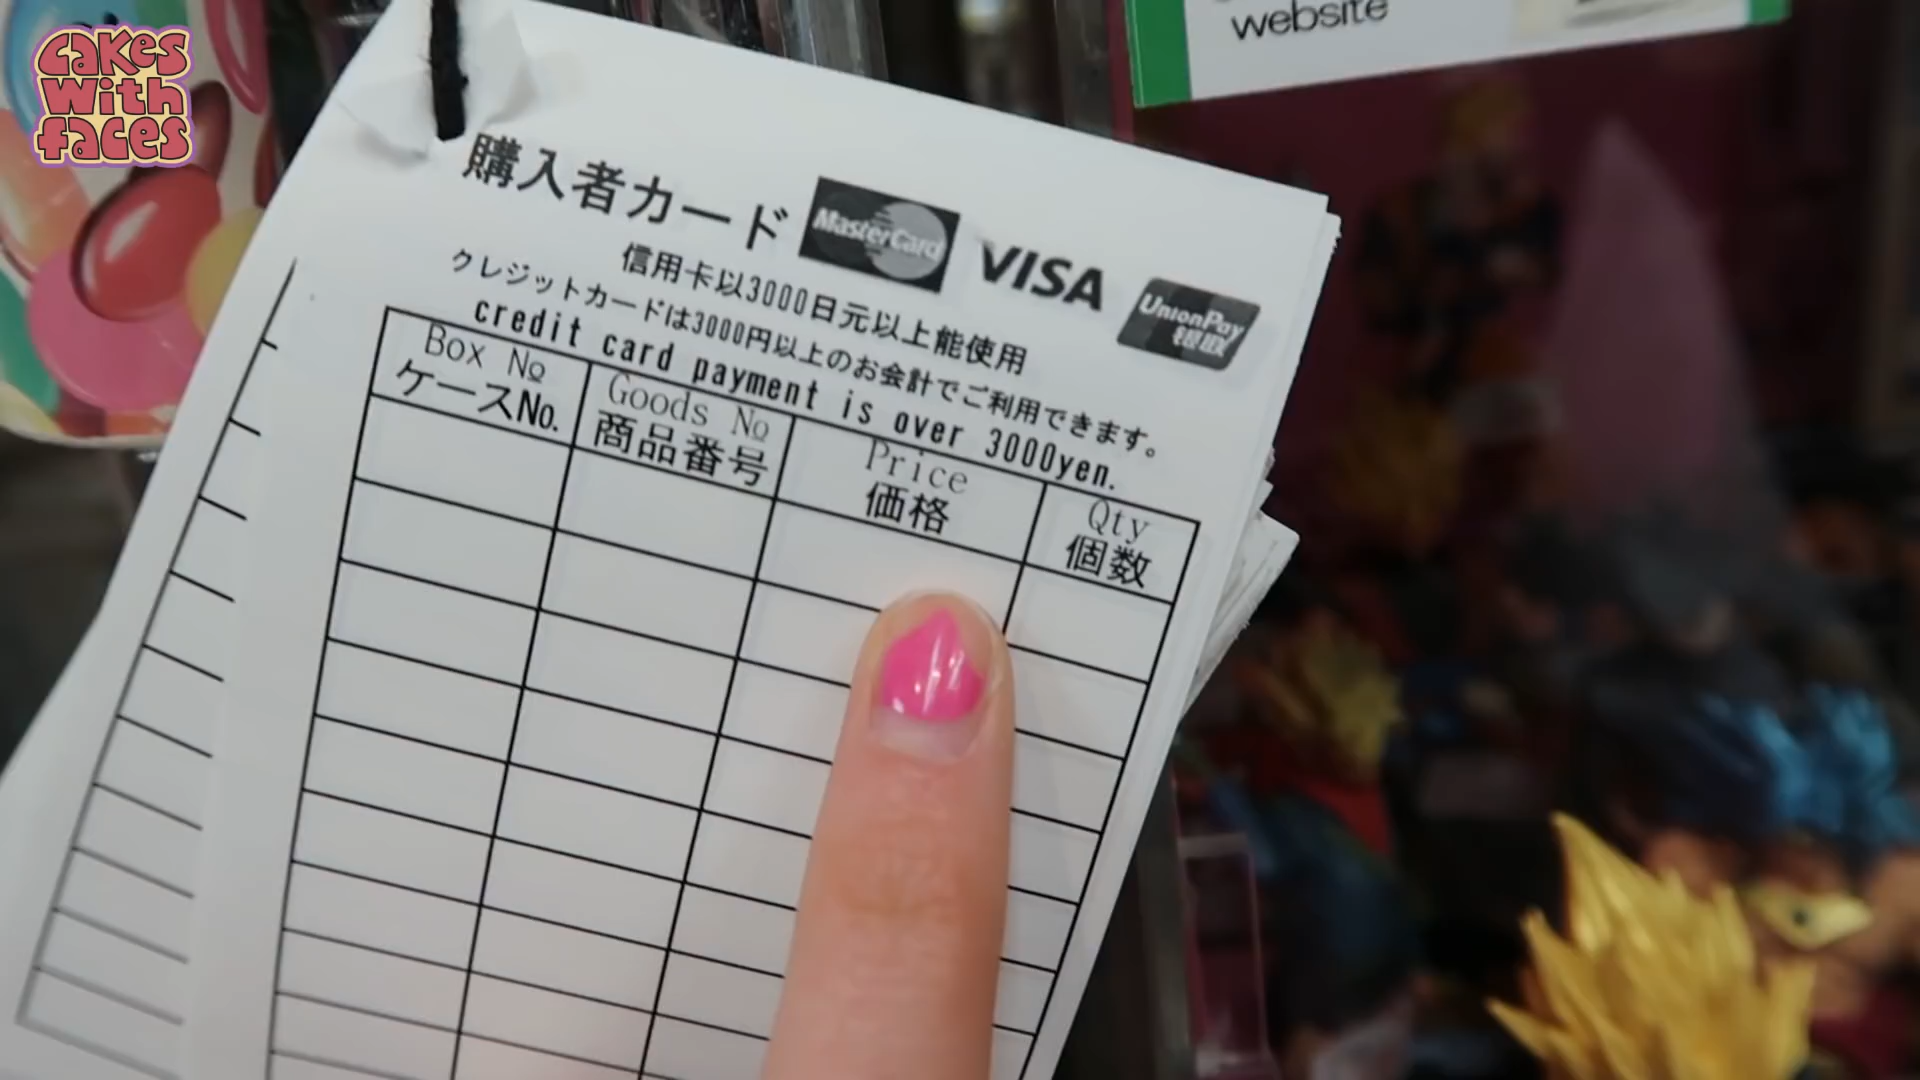 cakes
with
faces
website
購入者カード MasterCard VISA UnionPay 银联
信用卡以3000日元以上能使用
クレジットカードは3000円以上のお会計でご利用できます。
credit card payment is over 3000yen.
Box No Goods No Price Qty
ケースNo. 商品番号 価格 個数